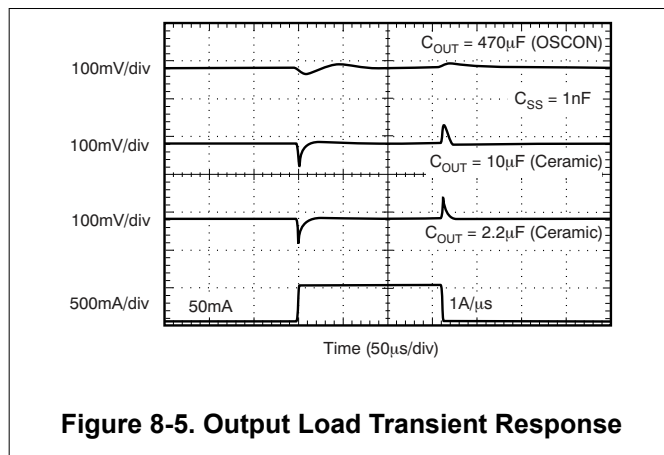 C_OUT = 470μF (OSCON)
100mV/div
C_SS = 1nF
100mV/div
C_OUT = 10μF (Ceramic)
100mV/div
C_OUT = 2.2μF (Ceramic)
500mA/div
50mA
1A/μs
Time (50μs/div)
Figure 8-5. Output Load Transient Response